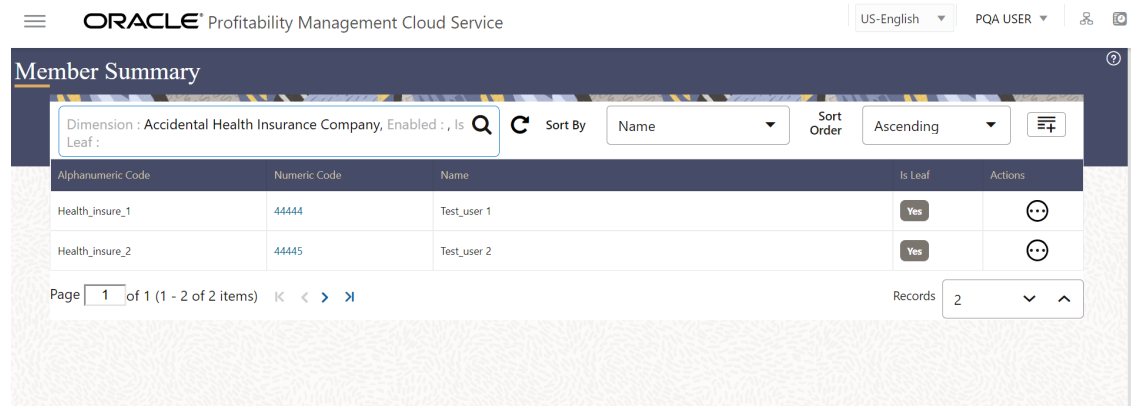 ORACLE® Profitability Management Cloud Service US-English PQA USER
Member Summary
Dimension : Accidental Health Insurance Company, Enabled : , Is
Leaf :
Sort By Name Sort Order Ascending
Alphanumeric Code Numeric Code Name Is Leaf Actions
Health_insure_1 44444 Test_user 1 Yes
Health_insure_2 44445 Test_user 2 Yes
Page 1 of 1 (1 - 2 of 2 items) Records 2